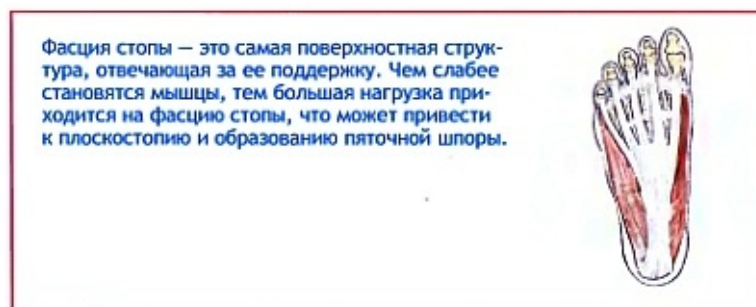 Фасция стопы — это самая поверхностная струк-
тура, отвечающая за ее поддержку. Чем слабее
становятся мышцы, тем большая нагрузка при-
ходится на фасцию стопы, что может привести
к плоскостопию и образованию пяточной шпоры.